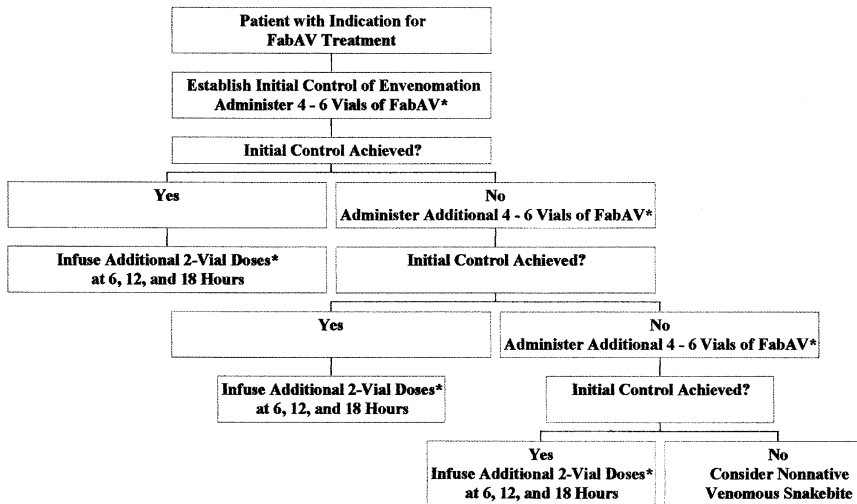 Patient with Indication for
FabAV Treatment
Establish Initial Control of Envenomation
Administer 4 - 6 Vials of FabAV*
Initial Control Achieved?
Yes
No
Administer Additional 4 - 6 Vials of FabAV*
Infuse Additional 2-Vial Doses*
at 6, 12, and 18 Hours
Initial Control Achieved?
Yes
No
Administer Additional 4 - 6 Vials of FabAV*
Infuse Additional 2-Vial Doses*
at 6, 12, and 18 Hours
Initial Control Achieved?
Yes
Infuse Additional 2-Vial Doses*
at 6, 12, and 18 Hours
No
Consider Nonnative
Venomous Snakebite